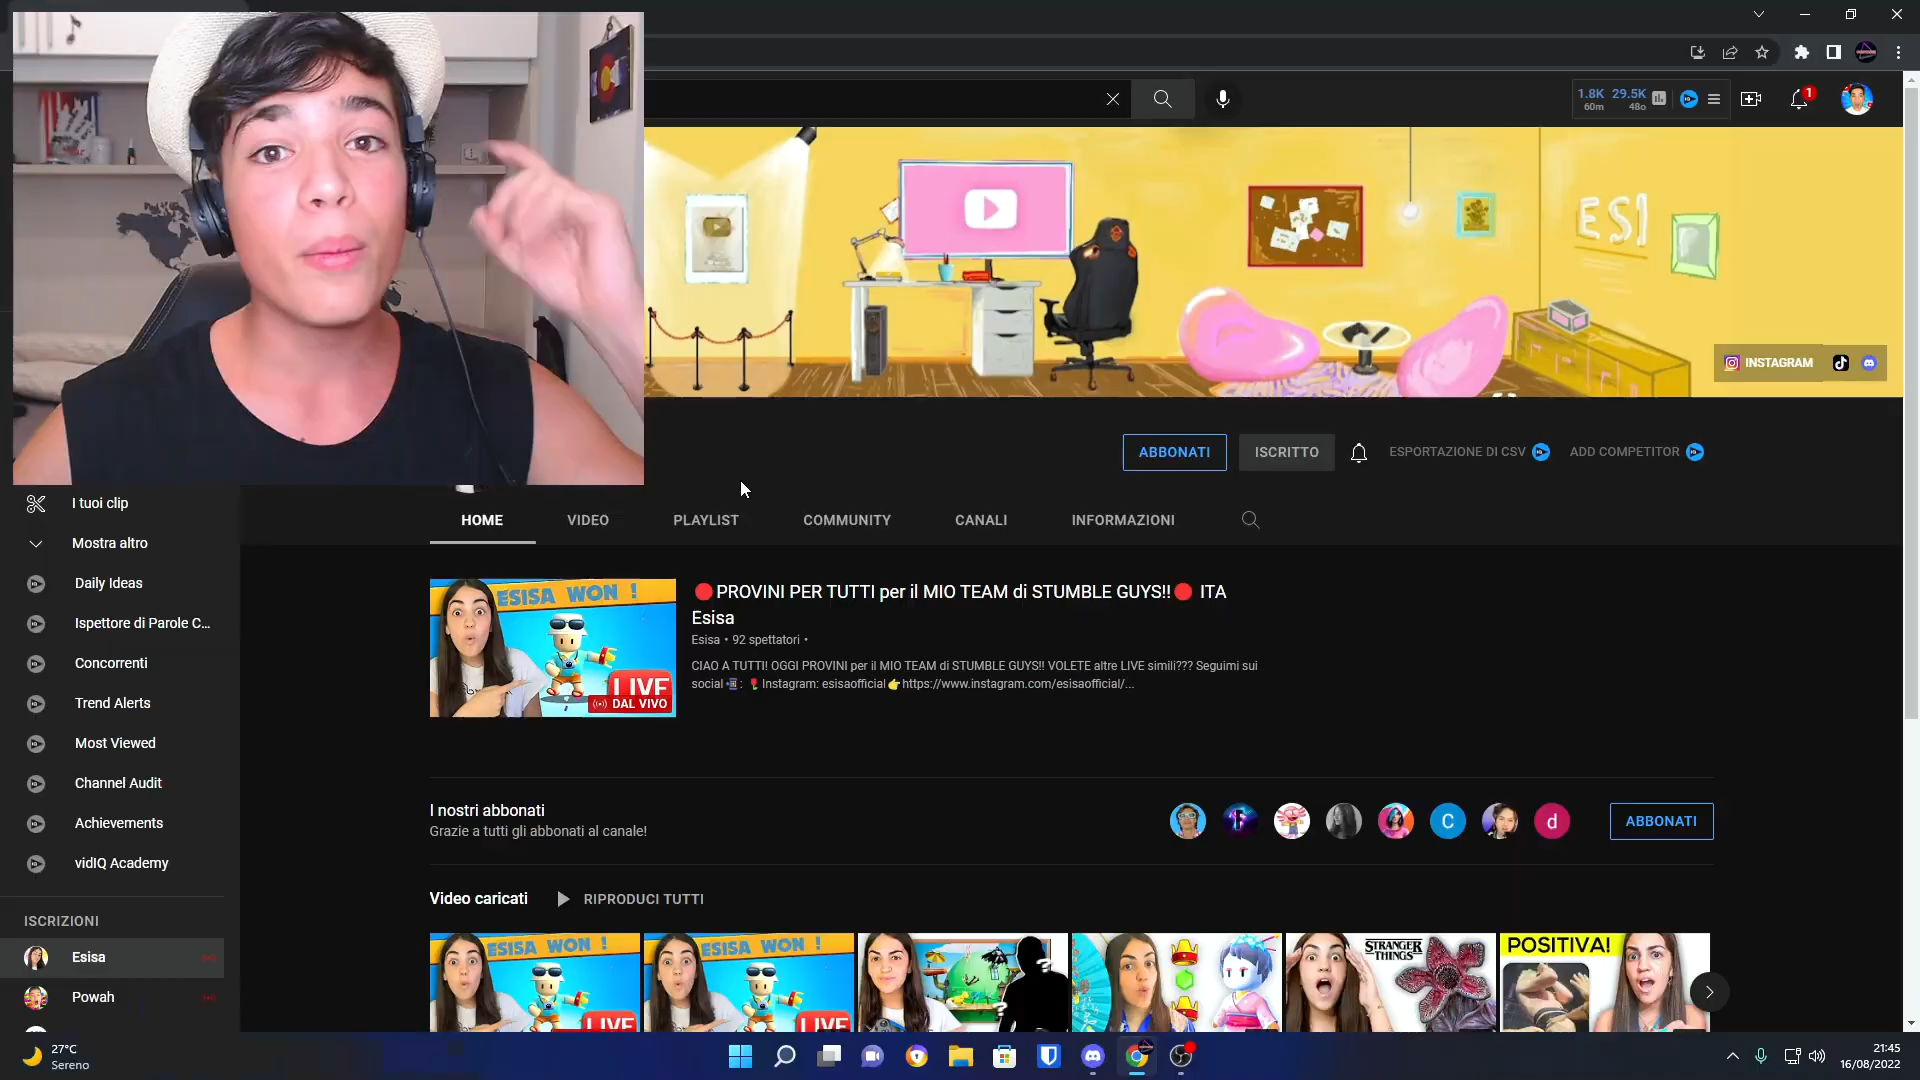 1.8K 29.5K
60m 48o
1
ESI
INSTAGRAM
ABBONATI
ISCRITTO
ESPORTAZIONE DI CSV
ADD COMPETITOR
I tuoi clip
Mostra altro
Daily Ideas
Ispettore di Parole C...
Concorrenti
Trend Alerts
Most Viewed
Channel Audit
Achievements
vidIQ Academy
ISCRIZIONI
Esisa
Powah
HOME
VIDEO
PLAYLIST
COMMUNITY
CANALI
INFORMAZIONI
ESISA WON !
LIVE
DAL VIVO
🔴PROVINI PER TUTTI per il MIO TEAM di STUMBLE GUYS!!🔴 ITA
Esisa
Esisa • 92 spettatori •
CIAO A TUTTI! OGGI PROVINI per il MIO TEAM di STUMBLE GUYS!! VOLETE altre LIVE simili??? Seguimi sui
social📲: 🌹Instagram: esisaofficial👉https://www.instagram.com/esisaofficial/...
I nostri abbonati
Grazie a tutti gli abbonati al canale!
C
d
ABBONATI
Video caricati
RIPRODUCI TUTTI
ESISA WON !
LIVE
ESISA WON !
LIVE
STRANGER
THINGS
POSITIVA!
27°C
Sereno
21:45
16/08/2022